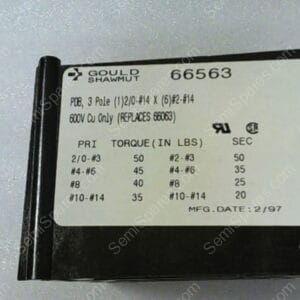 GOULD 66563
SHAWMUT
PDB, 3 Pole (1)2/0-#14 X (6)#2-#14
600V Cu Only (REPLACES 66063)
PRI TORQUE(IN LBS) SEC
2/0-#3 50 #2-#3 50
#4-#6 45 #4-#6 35
#8 40 #8 25
#10-#14 35 #10-#14 20
MFG.DATE:2/97